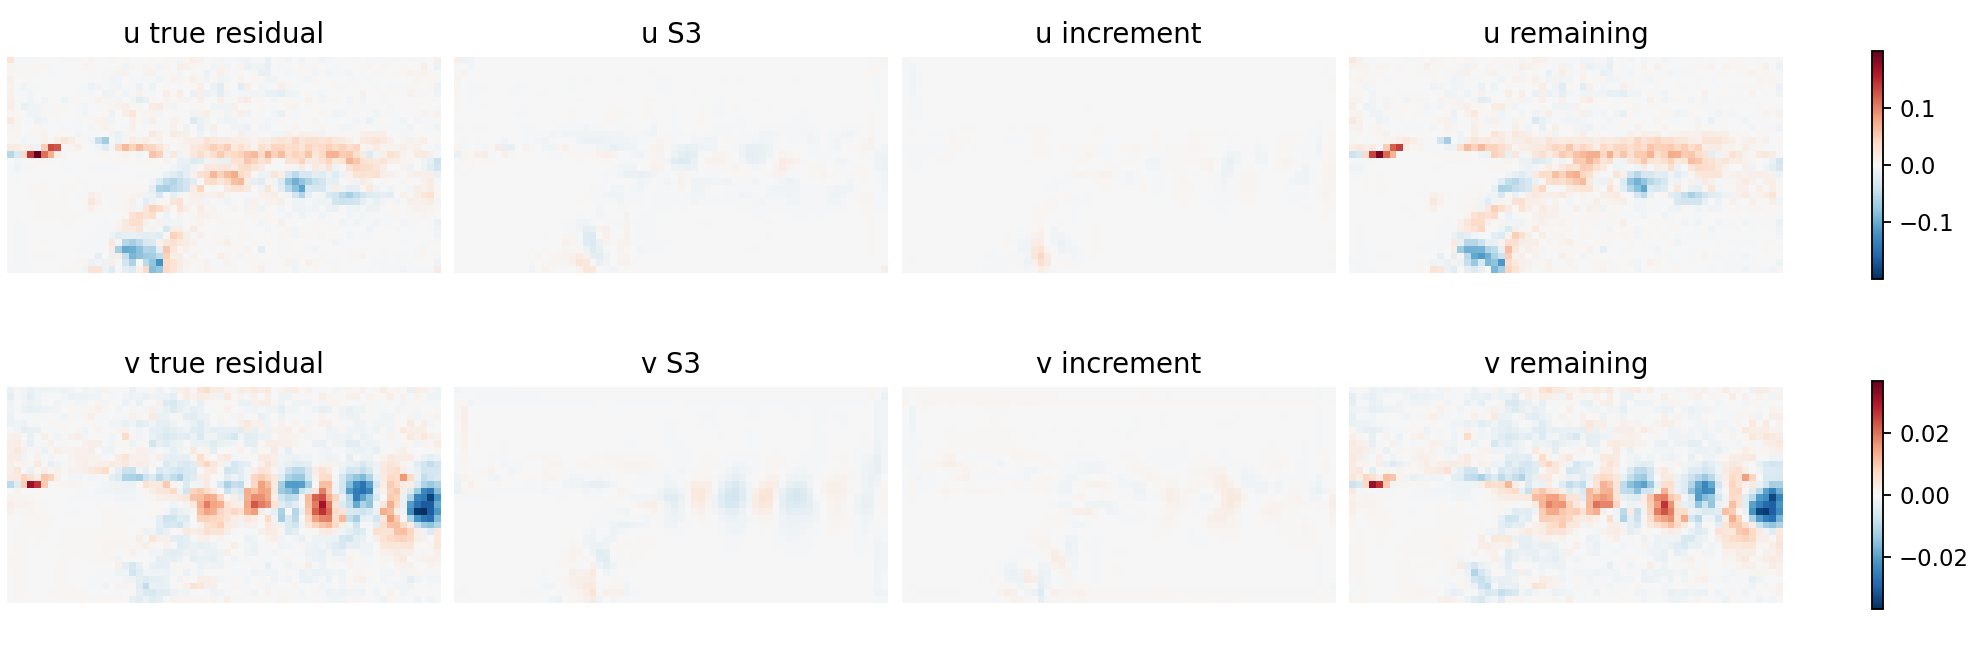 u true residual
u S3
u increment
u remaining
0.1
0.0
−0.1
v true residual
v S3
v increment
v remaining
0.02
0.00
−0.02